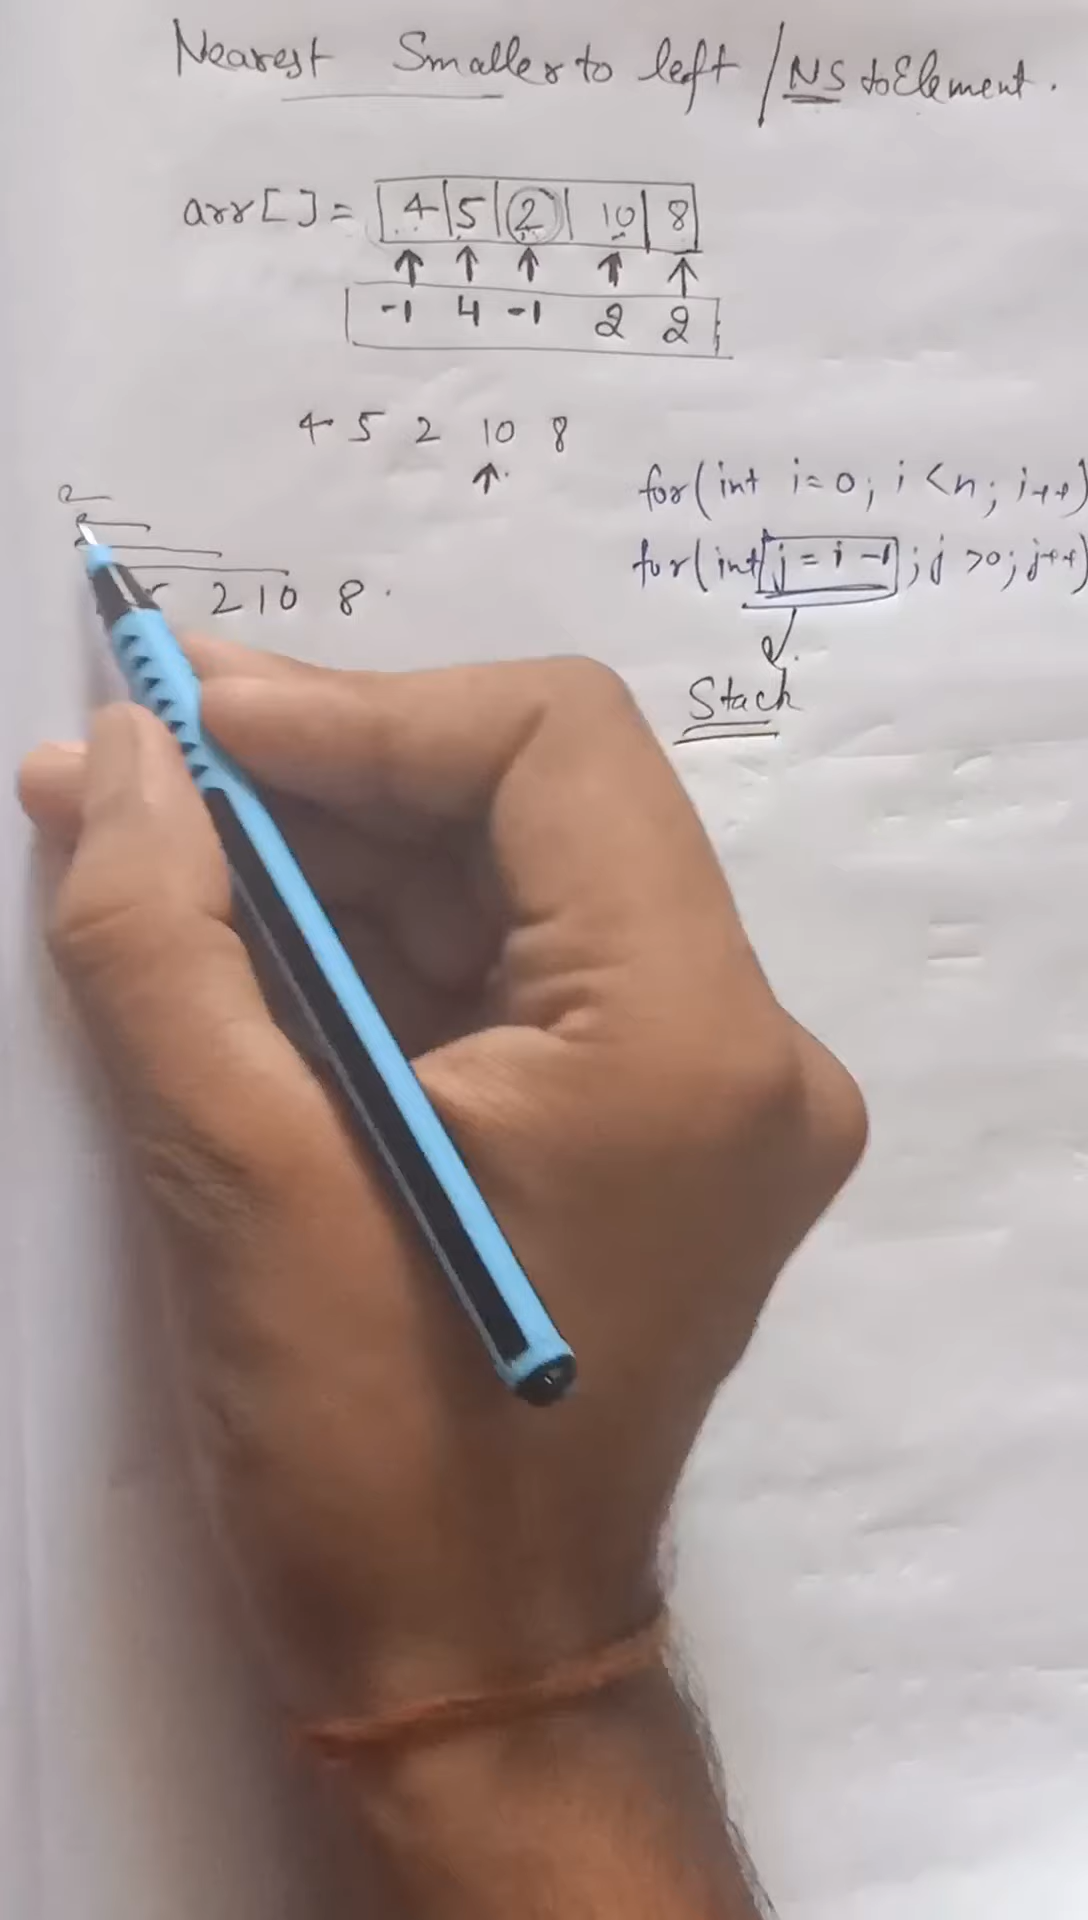 Nearest Smaller to left / NS to Element.
arr[] = 4 | 5 | 2 | 10 | 8
-1 4 -1 2 2
4 5 2 10 8
for(int i=0; i<n; i++)
for(int j = i-1; j >0; j++)
2 10 8.
Stack